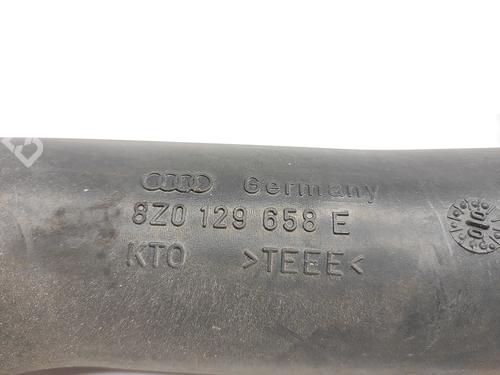 Germany
8Z0 129 658 E
KTO >TEEE<